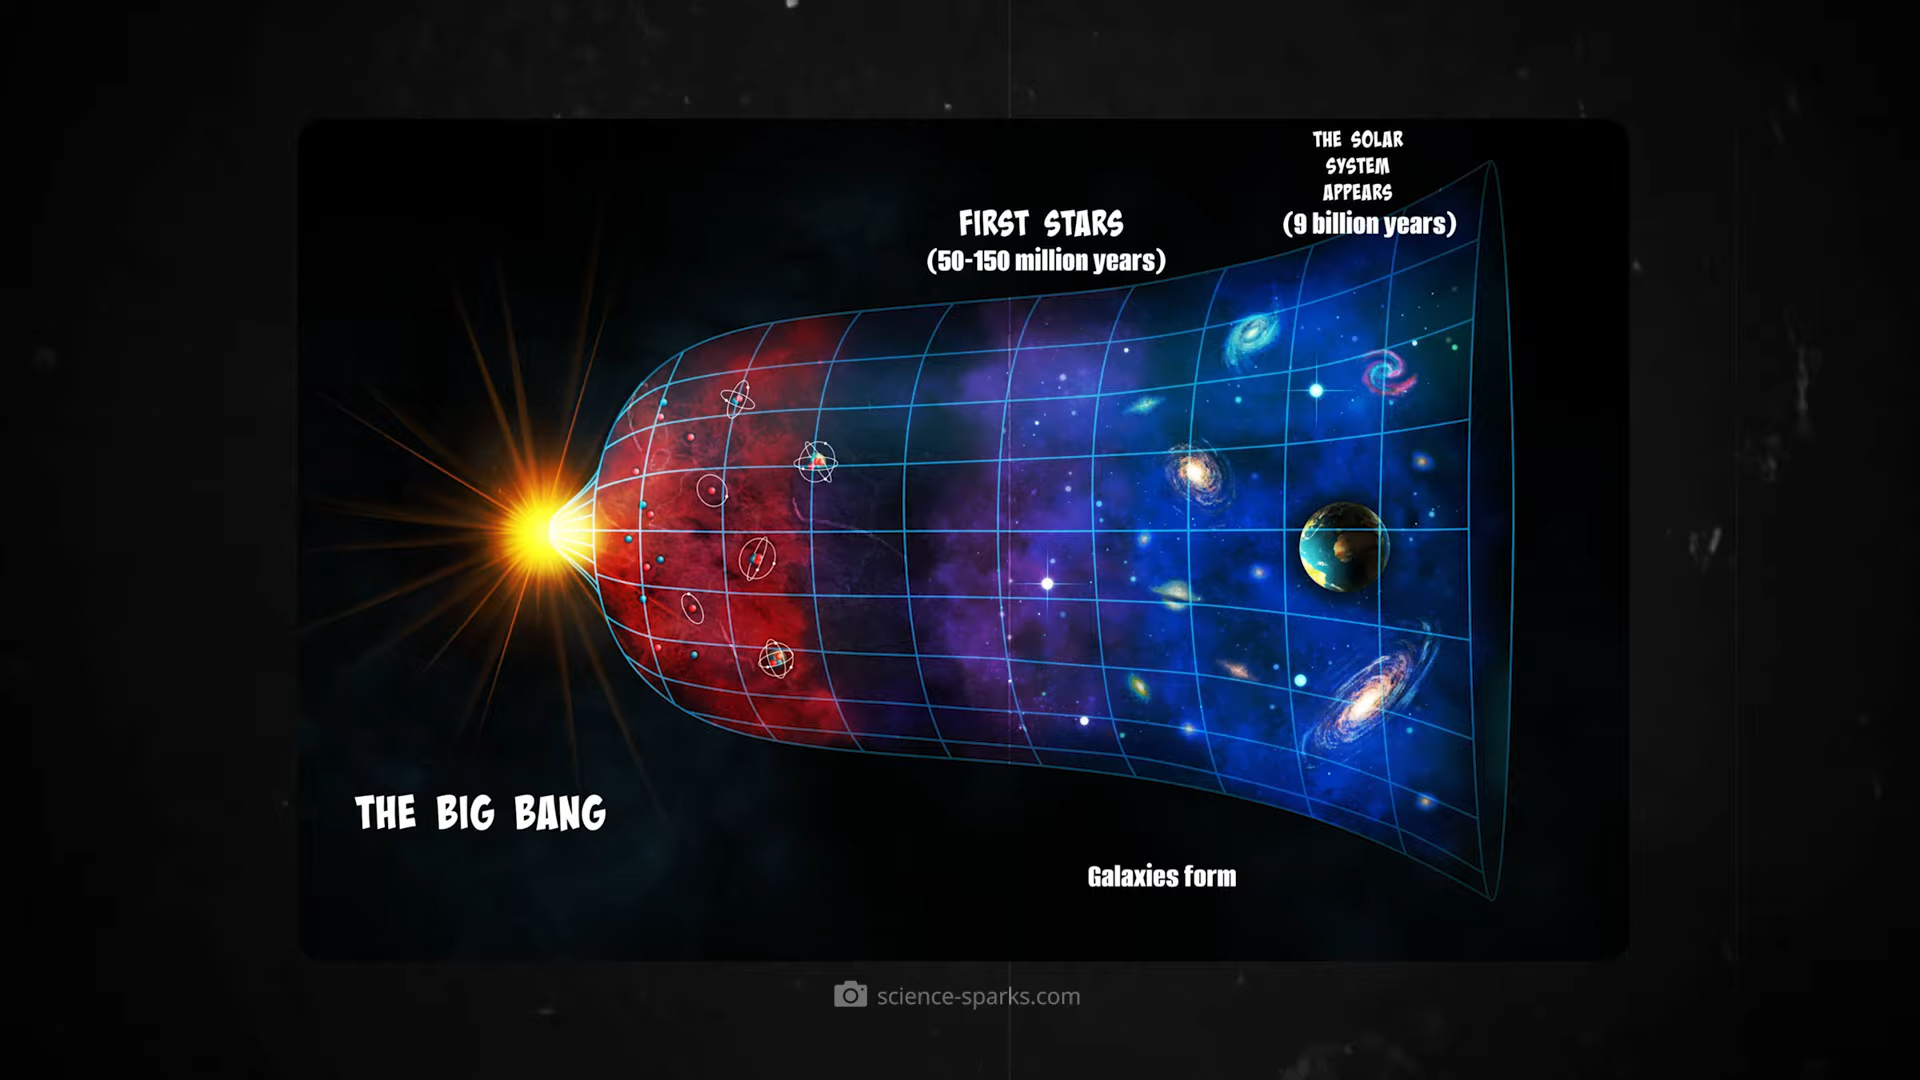 THE SOLAR
SYSTEM
APPEARS
(9 billion years)
FIRST STARS
(50-150 million years)
THE BIG BANG
Galaxies form
science-sparks.com